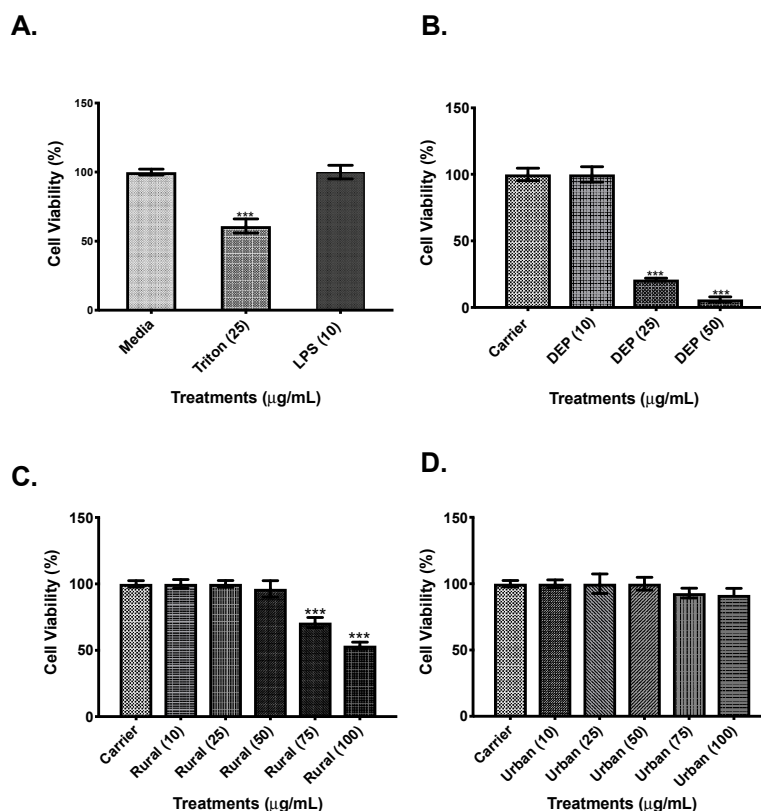 A.
150
100
50
0
Cell Viability (%)
***
Media
Triton (25)
LPS (10)
Treatments (μg/mL)
B.
150
100
50
0
Cell Viability (%)
***
***
Carrier
DEP (10)
DEP (25)
DEP (50)
Treatments (μg/mL)
C.
150
100
50
0
Cell Viability (%)
***
***
Carrier
Rural (10)
Rural (25)
Rural (50)
Rural (75)
Rural (100)
Treatments (μg/mL)
D.
150
100
50
0
Cell Viability (%)
Carrier
Urban (10)
Urban (25)
Urban (50)
Urban (75)
Urban (100)
Treatments (μg/mL)